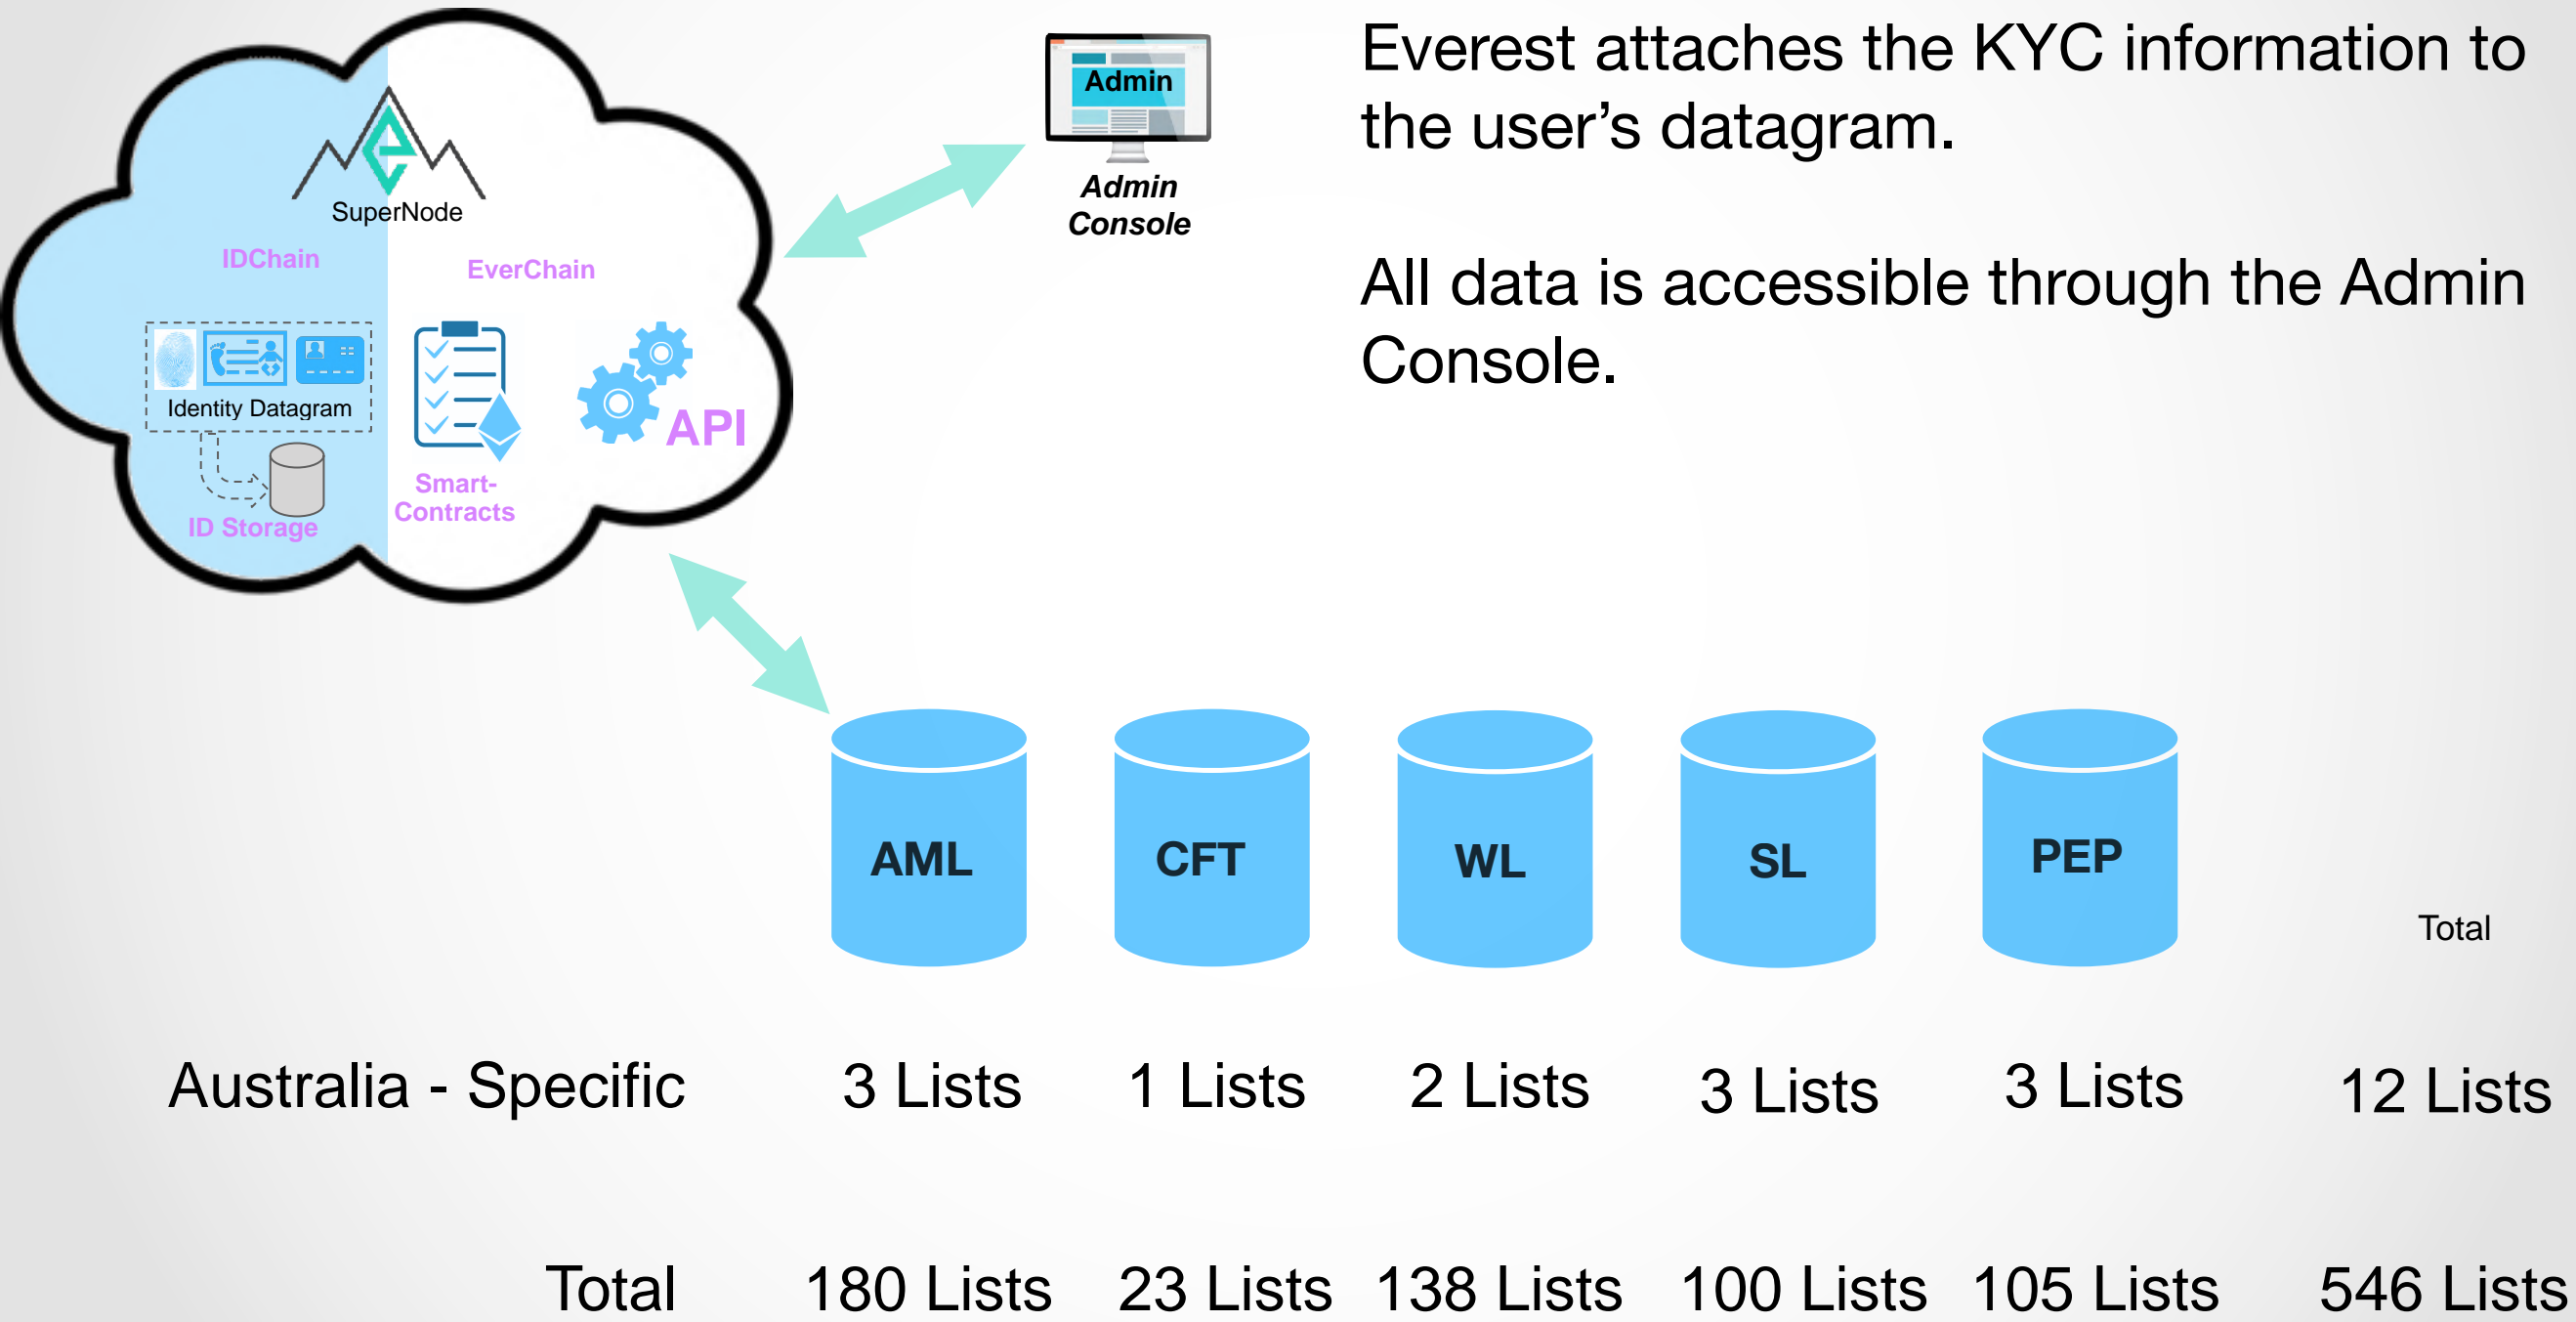 Everest attaches the KYC information to
the user’s datagram.
All data is accessible through the Admin
Console.
Admin
Admin
Console
SuperNode
IDChain
EverChain
Identity Datagram
API
Smart-
Contracts
ID Storage
AML CFT WL SL PEP
Total
Australia - Specific 3 Lists 1 Lists 2 Lists 3 Lists 3 Lists 12 Lists
Total 180 Lists 23 Lists 138 Lists 100 Lists 105 Lists 546 Lists